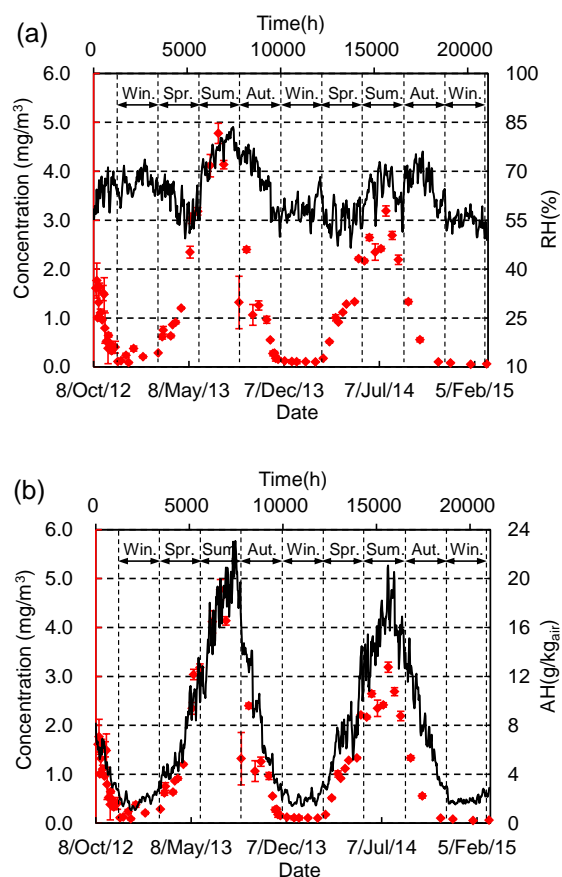 (a)
Time(h)
0 5000 10000 15000 20000
6.0 100
Win. Spr. Sum. Aut. Win. Spr. Sum. Aut. Win.
5.0 85
4.0 70
3.0 55
2.0 40
1.0 25
0.0 10
Concentration (mg/m³)
RH(%)
8/Oct/12 8/May/13 7/Dec/13 7/Jul/14 5/Feb/15
Date
(b)
Time(h)
0 5000 10000 15000 20000
6.0 24
Win. Spr. Sum. Aut. Win. Spr. Sum. Aut. Win.
5.0 20
4.0 16
3.0 12
2.0 8
1.0 4
0.0 0
Concentration (mg/m³)
AH(g/kgair)
8/Oct/12 8/May/13 7/Dec/13 7/Jul/14 5/Feb/15
Date